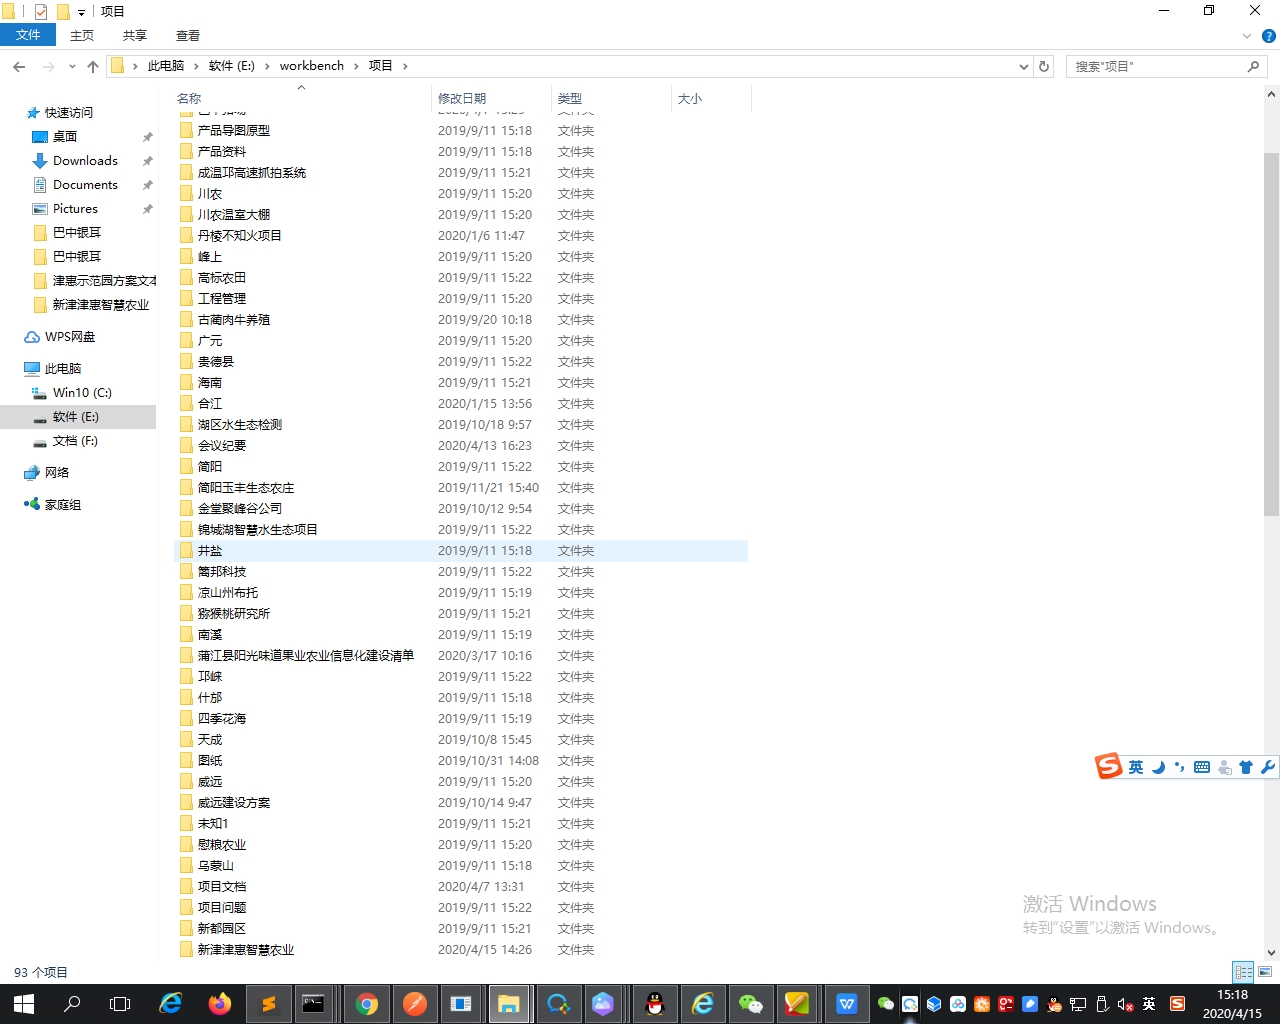 项目
文件 主页 共享 查看
此电脑 软件 (E:) workbench 项目 搜索"项目"
名称 修改日期 类型 大小
快速访问
桌面
Downloads
Documents
Pictures
巴中银耳
巴中银耳
津惠示范园方案文本
新津津惠智慧农业
WPS网盘
此电脑
Win10 (C:)
软件 (E:)
文档 (F:)
网络
家庭组
产品导图原型 2019/9/11 15:18 文件夹
产品资料 2019/9/11 15:18 文件夹
成温邛高速抓拍系统 2019/9/11 15:21 文件夹
川农 2019/9/11 15:20 文件夹
川农温室大棚 2019/9/11 15:20 文件夹
丹棱不知火项目 2020/1/6 11:47 文件夹
峰上 2019/9/11 15:20 文件夹
高标农田 2019/9/11 15:22 文件夹
工程管理 2019/9/11 15:20 文件夹
古蔺肉牛养殖 2019/9/20 10:18 文件夹
广元 2019/9/11 15:20 文件夹
贵德县 2019/9/11 15:22 文件夹
海南 2019/9/11 15:21 文件夹
合江 2020/1/15 13:56 文件夹
湖区水生态检测 2019/10/18 9:57 文件夹
会议纪要 2020/4/13 16:23 文件夹
简阳 2019/9/11 15:22 文件夹
简阳玉丰生态农庄 2019/11/21 15:40 文件夹
金堂聚峰谷公司 2019/10/12 9:54 文件夹
锦城湖智慧水生态项目 2019/9/11 15:22 文件夹
井盐 2019/9/11 15:18 文件夹
篱邦科技 2019/9/11 15:22 文件夹
凉山州布托 2019/9/11 15:19 文件夹
猕猴桃研究所 2019/9/11 15:21 文件夹
南溪 2019/9/11 15:19 文件夹
蒲江县阳光味道果业农业信息化建设清单 2020/3/17 10:16 文件夹
邛崃 2019/9/11 15:22 文件夹
什邡 2019/9/11 15:18 文件夹
四季花海 2019/9/11 15:19 文件夹
天成 2019/10/8 15:45 文件夹
图纸 2019/10/31 14:08 文件夹
威远 2019/9/11 15:20 文件夹
威远建设方案 2019/10/14 9:47 文件夹
未知1 2019/9/11 15:21 文件夹
慰粮农业 2019/9/11 15:20 文件夹
乌蒙山 2019/9/11 15:18 文件夹
项目文档 2020/4/7 13:31 文件夹
项目问题 2019/9/11 15:22 文件夹
新都园区 2019/9/11 15:21 文件夹
新津津惠智慧农业 2020/4/15 14:26 文件夹
英
激活 Windows
转到"设置"以激活 Windows。
93 个项目
英
15:18
2020/4/15